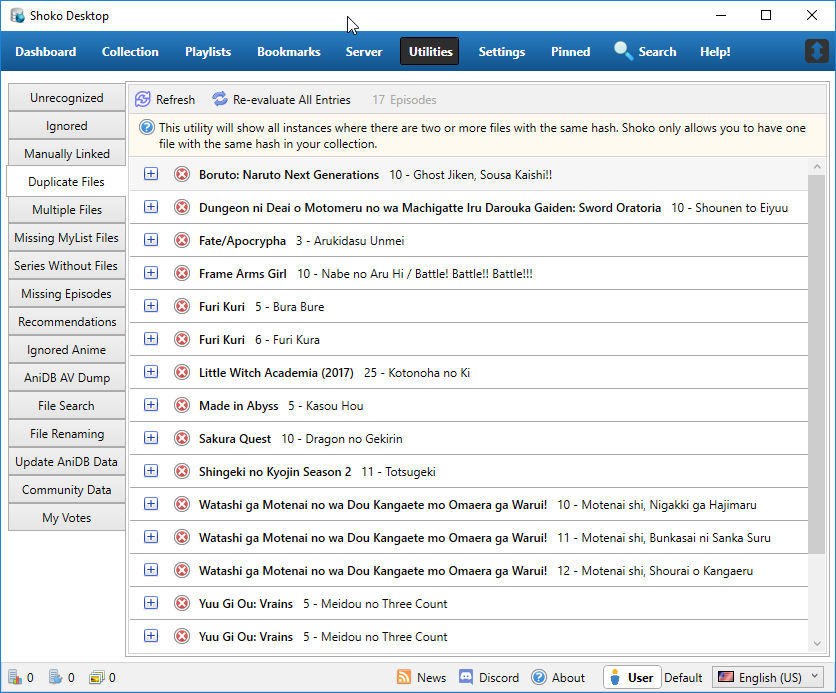 Shoko Desktop
Dashboard Collection Playlists Bookmarks Server Utilities Settings Pinned Search Help!
Unrecognized
Ignored
Manually Linked
Duplicate Files
Multiple Files
Missing MyList Files
Series Without Files
Missing Episodes
Recommendations
Ignored Anime
AniDB AV Dump
File Search
File Renaming
Update AniDB Data
Community Data
My Votes
Refresh Re-evaluate All Entries 17 Episodes
This utility will show all instances where there are two or more files with the same hash. Shoko only allows you to have one
file with the same hash in your collection.
Boruto: Naruto Next Generations 10 - Ghost Jiken, Sousa Kaishi!!
Dungeon ni Deai o Motomeru no wa Machigatte Iru Darouka Gaiden: Sword Oratoria 10 - Shounen to Eiyuu
Fate/Apocrypha 3 - Arukidasu Unmei
Frame Arms Girl 10 - Nabe no Aru Hi / Battle! Battle!! Battle!!!
Furi Kuri 5 - Bura Bure
Furi Kuri 6 - Furi Kura
Little Witch Academia (2017) 25 - Kotonoha no Ki
Made in Abyss 5 - Kasou Hou
Sakura Quest 10 - Dragon no Gekirin
Shingeki no Kyojin Season 2 11 - Totsugeki
Watashi ga Motenai no wa Dou Kangaete mo Omaera ga Warui! 10 - Motenai shi, Nigakki ga Hajimaru
Watashi ga Motenai no wa Dou Kangaete mo Omaera ga Warui! 11 - Motenai shi, Bunkasai ni Sanka Suru
Watashi ga Motenai no wa Dou Kangaete mo Omaera ga Warui! 12 - Motenai shi, Shourai o Kangaeru
Yuu Gi Ou: Vrains 5 - Meidou no Three Count
Yuu Gi Ou: Vrains 5 - Meidou no Three Count
0 0 0 News Discord About User Default English (US)